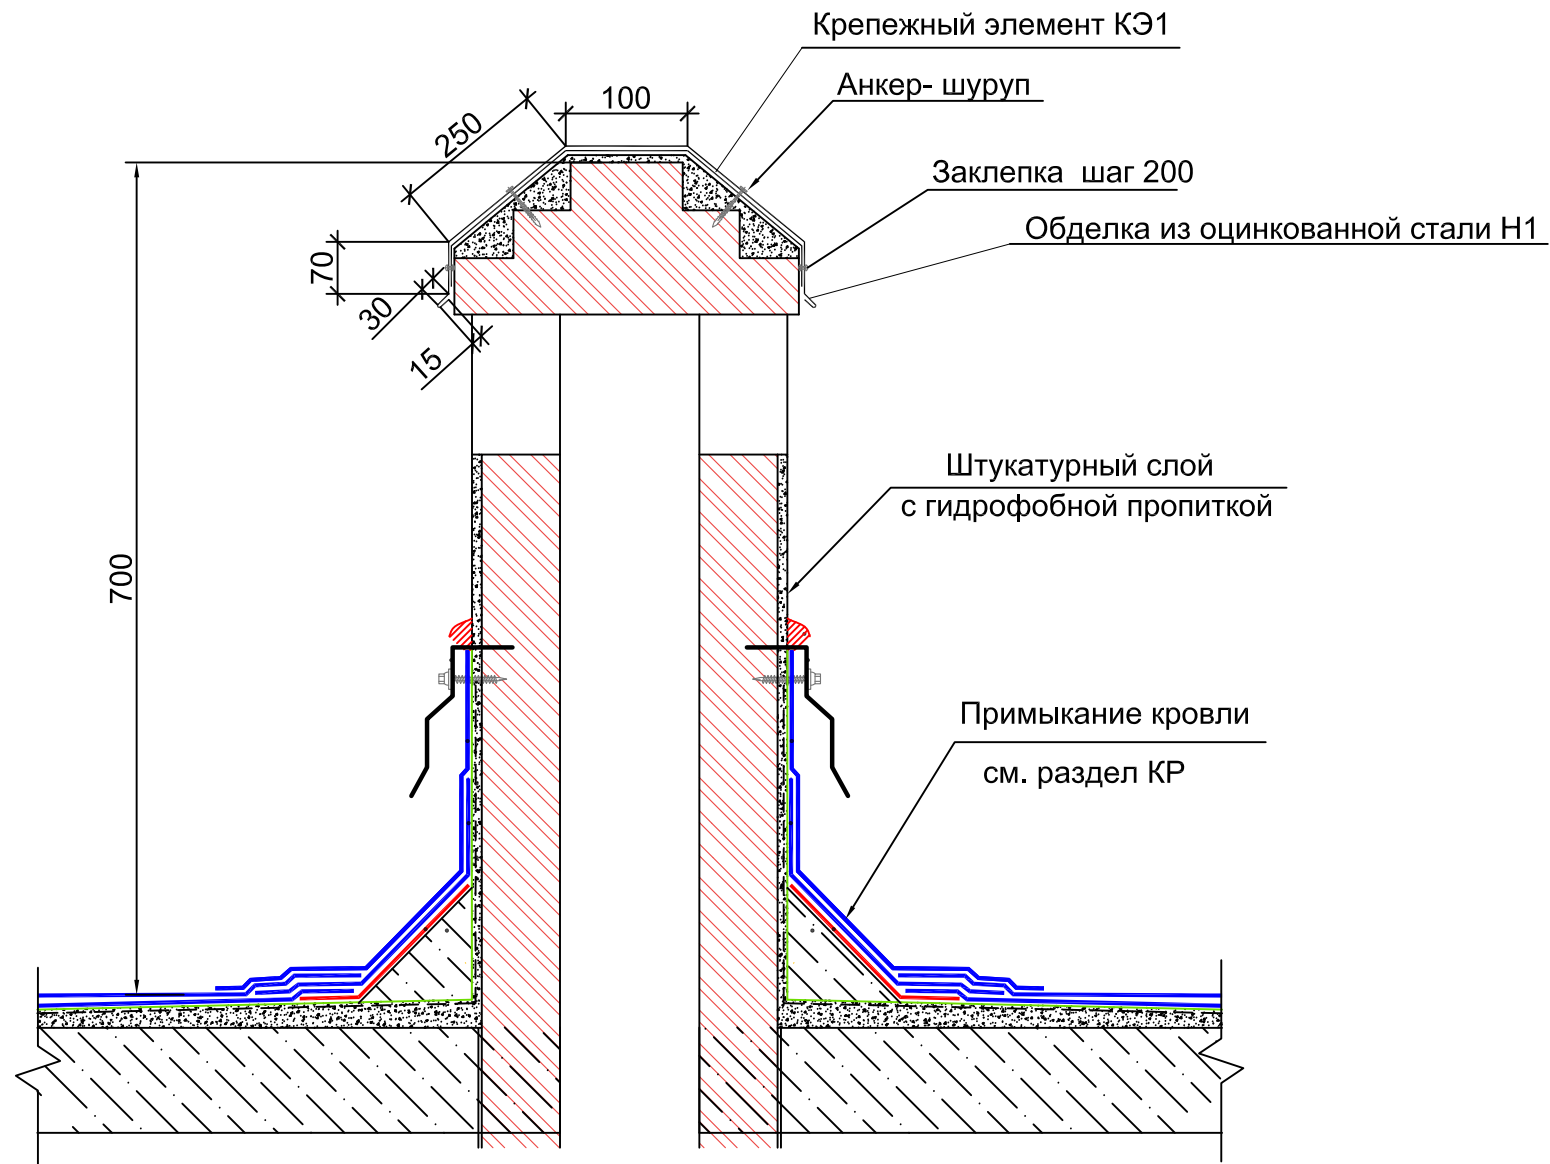 Крепежный элемент КЭ1
Анкер- шуруп
100
250
Заклепка шаг 200
Обделка из оцинкованной стали Н1
70
30
15
Штукатурный слой
с гидрофобной пропиткой
700
Примыкание кровли
см. раздел КР